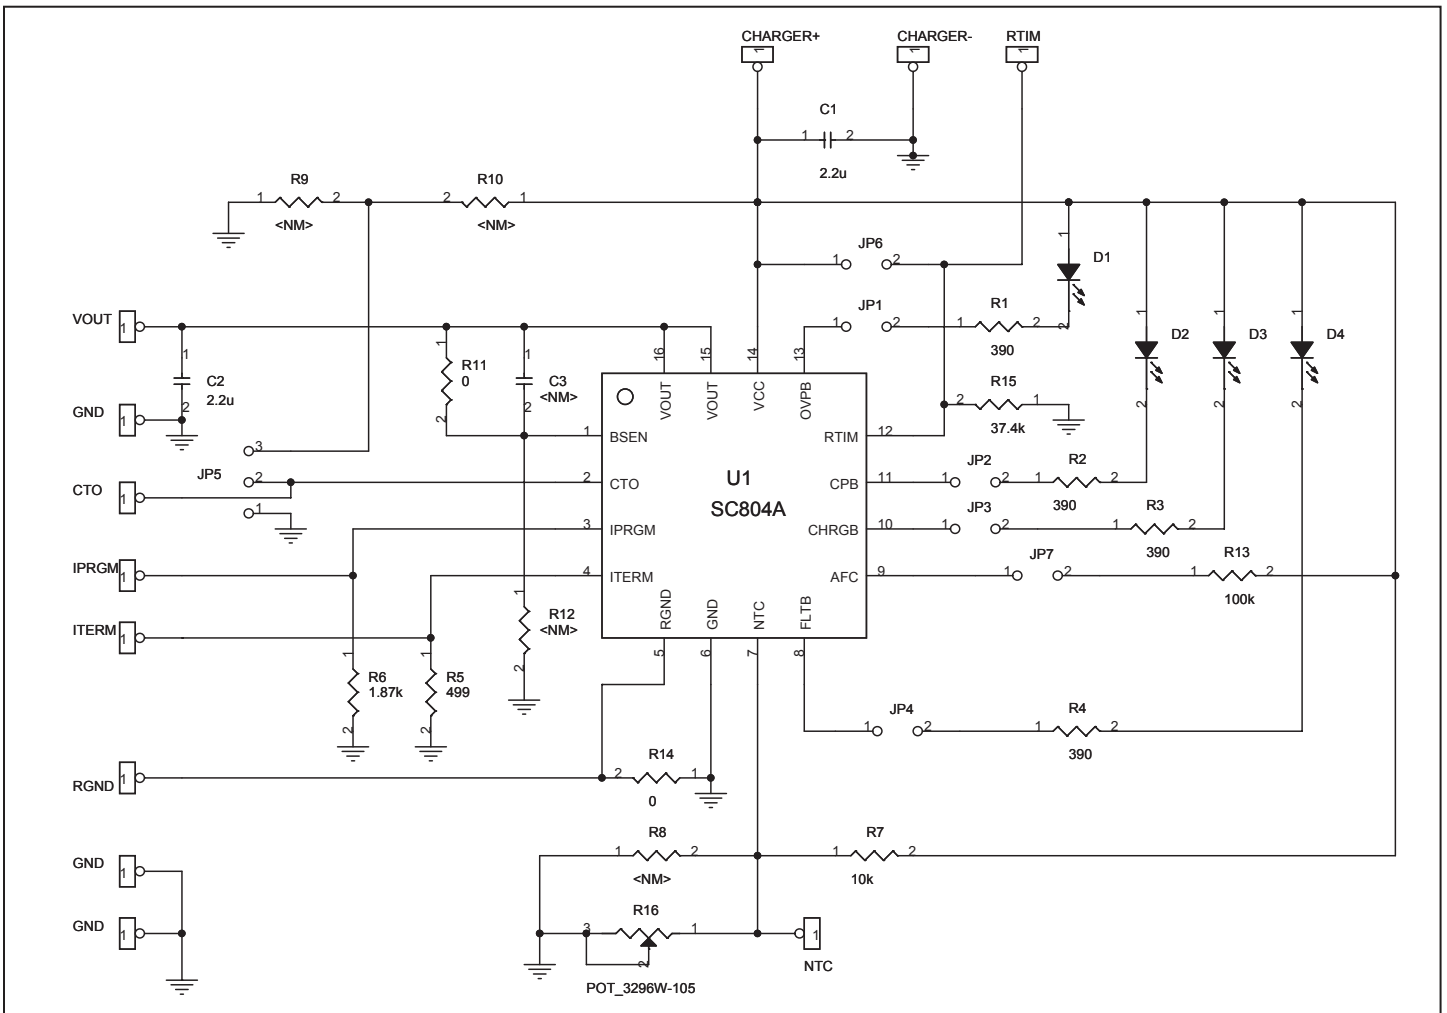 CHARGER+ CHARGER- RTIM
1 1 1
C1
1 2
2.2u
R9 R10
1 2 2 1
<NM> <NM>
JP6
1 2
1
D1
VOUT
1
JP1
1 2
R1
1 2
390
2
1 1 1
D2 D3 D4
2 2 2
1
C2
2.2u
2
1
R11
0
2
1
C3
<NM>
2
16 15 14 13
VOUT VOUT VCC OVPB
R15
2 1
37.4k
GND
1
1 BSEN RTIM 12
3
JP5 2
1
CTO
1
2 CTO U1 CPB 11
JP2
1 2
R2
1 2
390
SC804A
3 IPRGM CHRGB 10
JP3
1 2
R3
1 2
390
IPRGM
1
4 ITERM AFC 9
JP7
1 2
R13
1 2
100k
RGND GND NTC FLTB
5 6 7 8
ITERM
1
1
R12
<NM>
2
1
R6
1.87k
2
1
R5
499
2
JP4
1 2
R4
1 2
390
RGND
1
R14
2 1
0
R8
1 2
<NM>
R7
1 2
10k
GND
1
GND
1
R16
3 1
2
POT_3296W-105
1
NTC